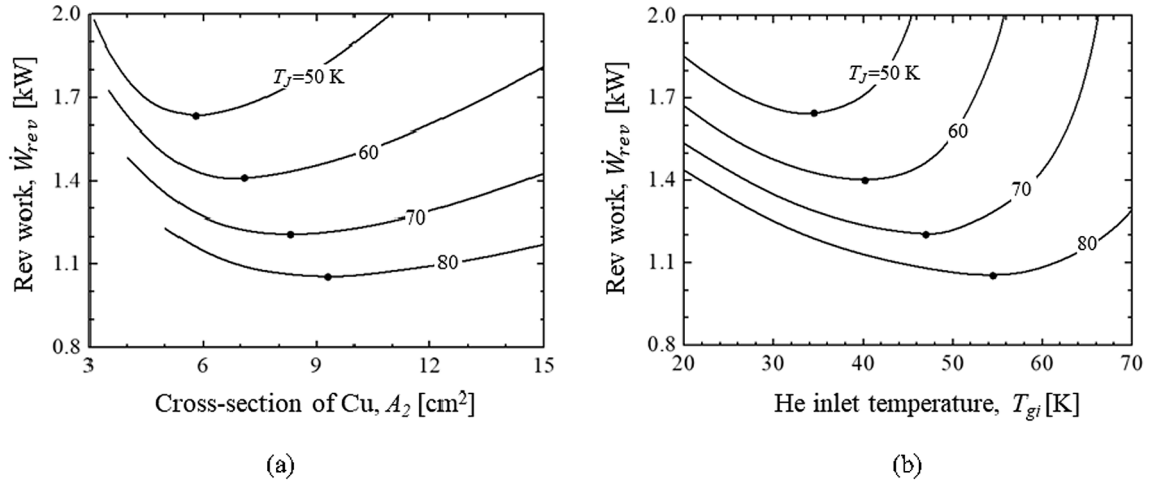 2.0
1.7
1.4
1.1
0.8
Rev work, Ẇrev [kW]
TJ=50 K
60
70
80
3 6 9 12 15
Cross-section of Cu, A2 [cm²]
(a)
2.0
1.7
1.4
1.1
0.8
Rev work, Ẇrev [kW]
TJ=50 K
60
70
80
20 30 40 50 60 70
He inlet temperature, Tgi [K]
(b)